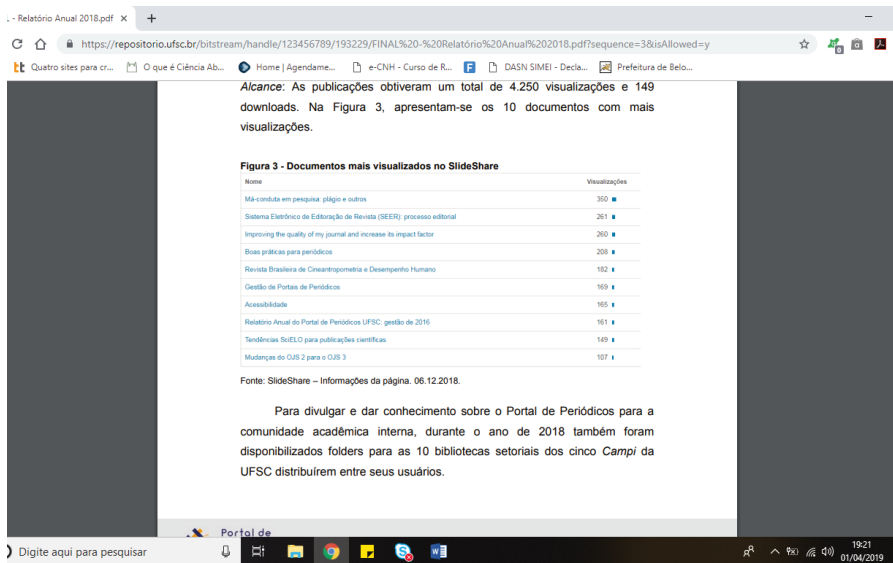 . - Relatório Anual 2018.pdf × +
https://repositorio.ufsc.br/bitstream/handle/123456789/193229/FINAL%20-%20Relatório%20Anual%202018.pdf?sequence=3&isAllowed=y
Quatro sites para cr... O que é Ciência Ab... Home | Agendame... e-CNH - Curso de R... DASN SIMEI - Decla... Prefeitura de Belo...
Alcance: As publicações obtiveram um total de 4.250 visualizações e 149
downloads. Na Figura 3, apresentam-se os 10 documentos com mais
visualizações.
Figura 3 - Documentos mais visualizados no SlideShare
Nome Visualizações
Má-conduta em pesquisa: plágio e outros 350
Sistema Eletrônico de Editoração de Revista (SEER): processo editorial 261
Improving the quality of my journal and increase its impact factor 260
Boas práticas para periódicos 208
Revista Brasileira de Cineantropometria e Desempenho Humano 182
Gestão de Portais de Periódicos 169
Acessibilidade 165
Relatório Anual do Portal de Periódicos UFSC: gestão de 2016 161
Tendências SciELO para publicações científicas 149
Mudanças do OJS 2 para o OJS 3 107
Fonte: SlideShare – Informações da página. 06.12.2018.
Para divulgar e dar conhecimento sobre o Portal de Periódicos para a
comunidade acadêmica interna, durante o ano de 2018 também foram
disponibilizados folders para as 10 bibliotecas setoriais dos cinco Campi da
UFSC distribuírem entre seus usuários.
Portal de
Digite aqui para pesquisar
19:21
01/04/2019